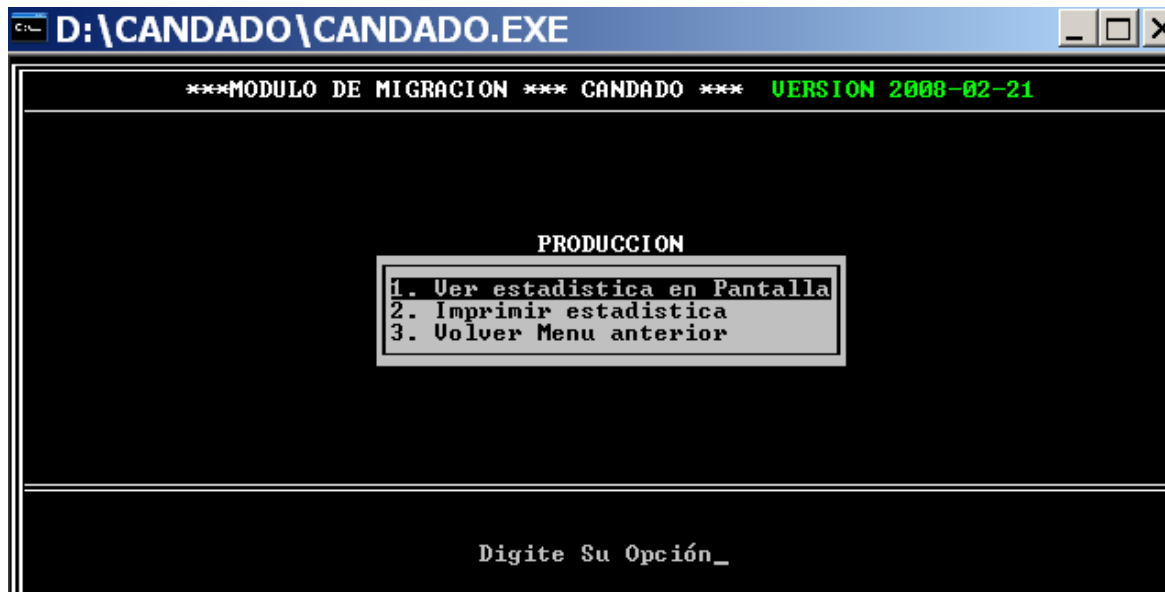 D:\CANDADO\CANDADO.EXE
***MODULO DE MIGRACION *** CANDADO *** VERSION 2008-02-21
PRODUCCION
1. Ver estadistica en Pantalla
2. Imprimir estadistica
3. Volver Menu anterior
Digite Su Opción_